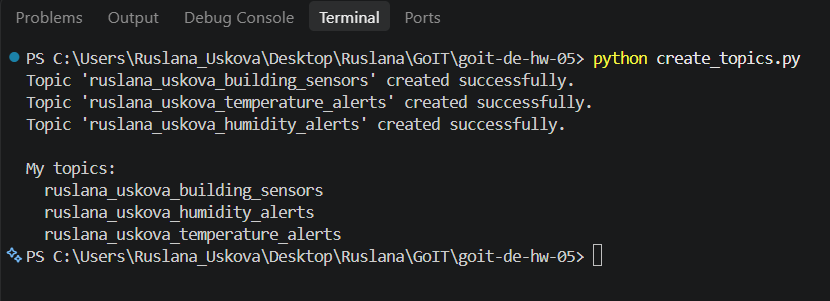 Problems Output Debug Console Terminal Ports
PS C:\Users\Ruslana_Uskova\Desktop\Ruslana\GoIT\goit-de-hw-05> python create_topics.py
Topic 'ruslana_uskova_building_sensors' created successfully.
Topic 'ruslana_uskova_temperature_alerts' created successfully.
Topic 'ruslana_uskova_humidity_alerts' created successfully.
My topics:
ruslana_uskova_building_sensors
ruslana_uskova_humidity_alerts
ruslana_uskova_temperature_alerts
PS C:\Users\Ruslana_Uskova\Desktop\Ruslana\GoIT\goit-de-hw-05>